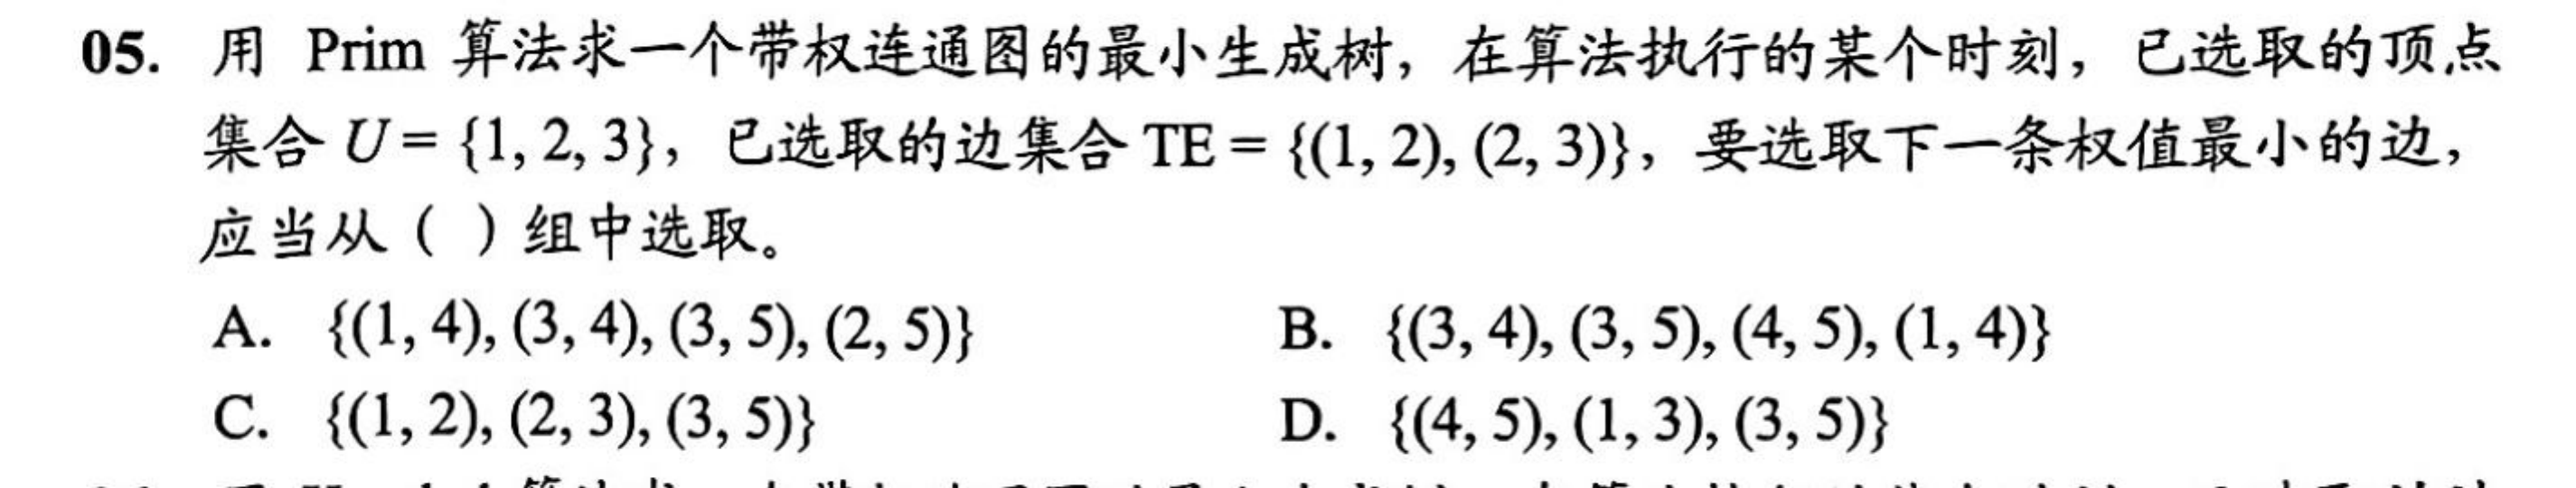 05. 用 Prim 算法求一个带权连通图的最小生成树，在算法执行的某个时刻，已选取的顶点
集合 U = {1, 2, 3}，已选取的边集合 TE = {(1, 2), (2, 3)}，要选取下一条权值最小的边，
应当从（ ）组中选取。
A. {(1, 4), (3, 4), (3, 5), (2, 5)} B. {(3, 4), (3, 5), (4, 5), (1, 4)}
C. {(1, 2), (2, 3), (3, 5)} D. {(4, 5), (1, 3), (3, 5)}